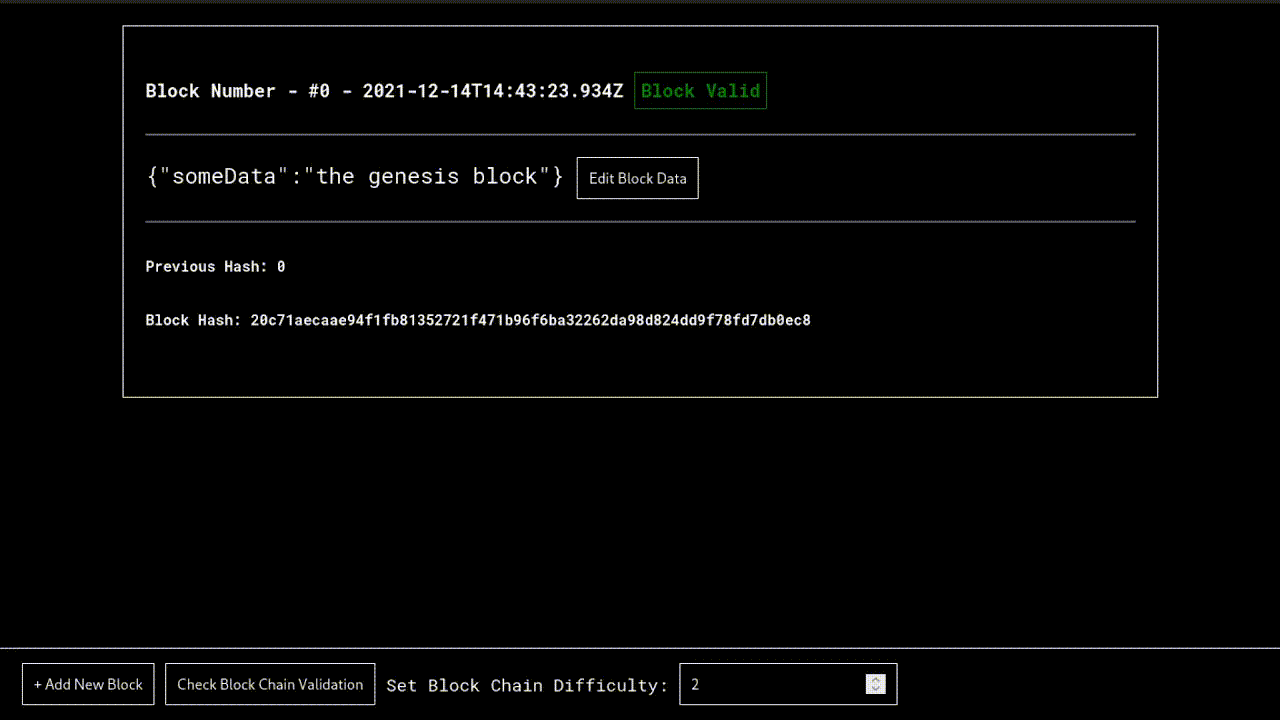 Block Number - #0 - 2021-12-14T14:43:23.934Z Block Valid
{"someData":"the genesis block"} Edit Block Data
Previous Hash: 0
Block Hash: 20c71aecaae94f1fb81352721f471b96f6ba32262da98d824dd9f78fd7db0ec8
+ Add New Block Check Block Chain Validation Set Block Chain Difficulty: 2